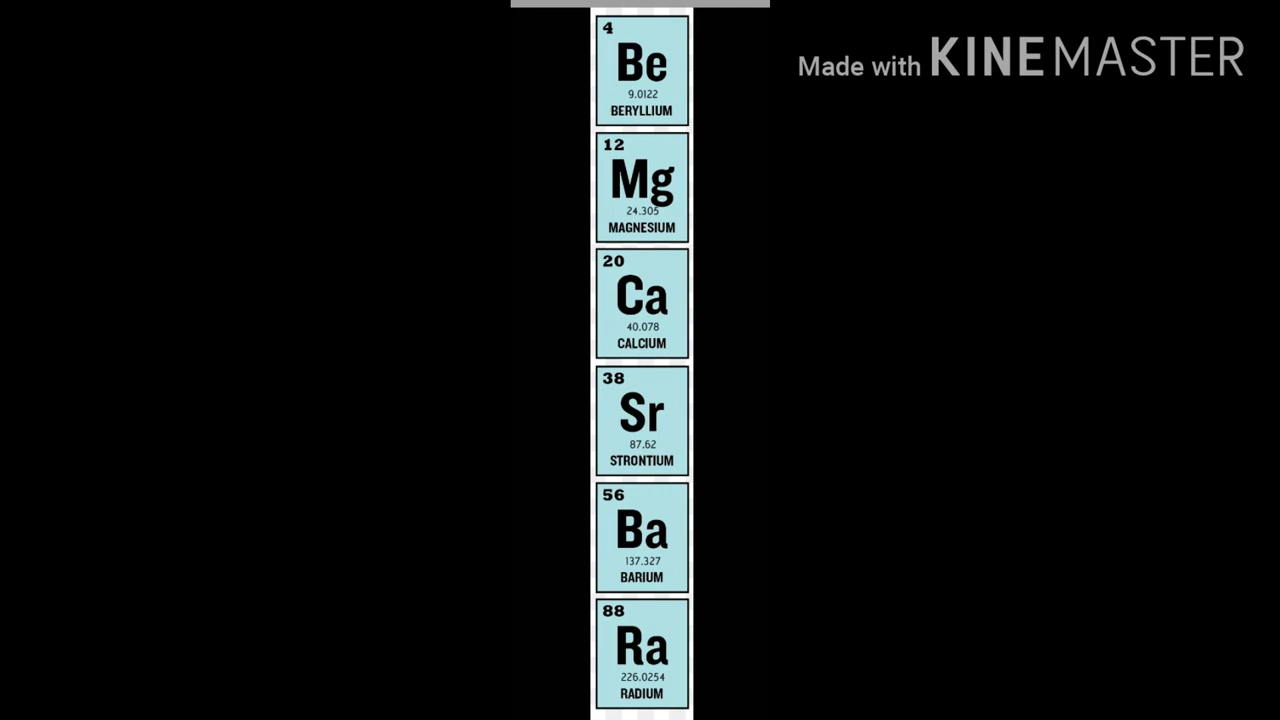 Made with KINEMASTER
4
Be
9.0122
BERYLLIUM
12
Mg
24.305
MAGNESIUM
20
Ca
40.078
CALCIUM
38
Sr
87.62
STRONTIUM
56
Ba
137.327
BARIUM
88
Ra
226.0254
RADIUM